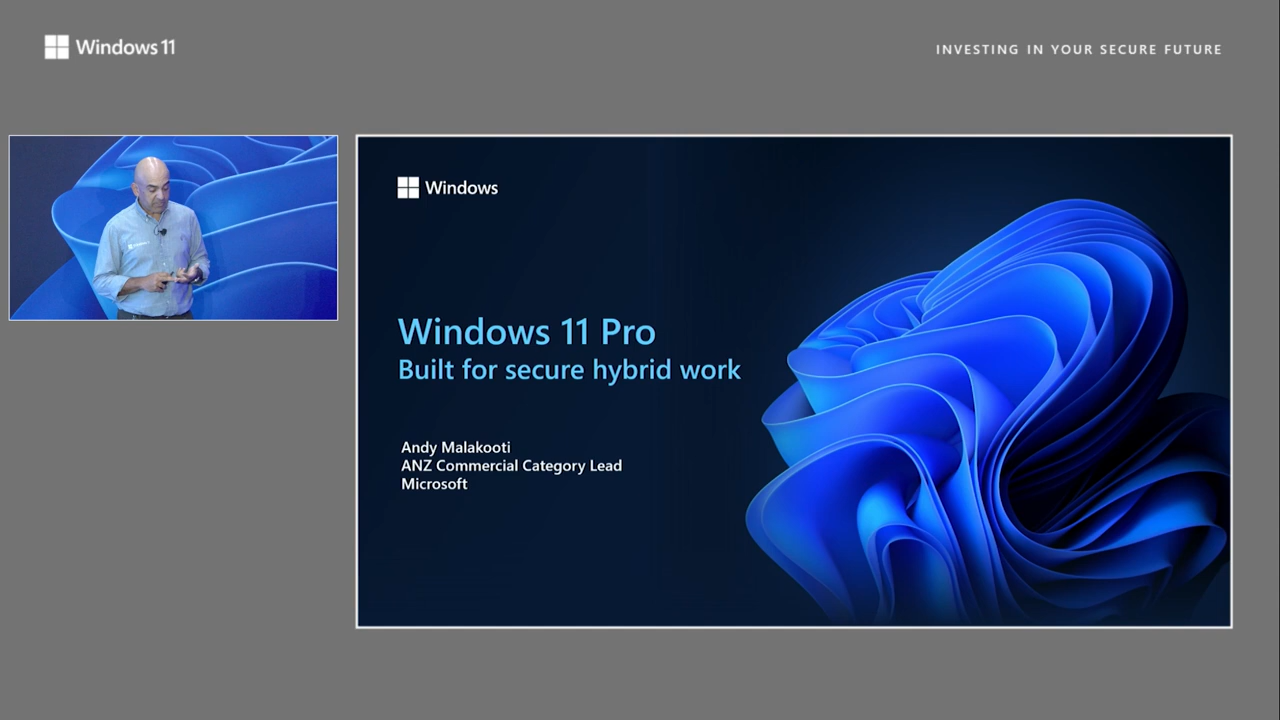 Windows 11
INVESTING IN YOUR SECURE FUTURE
Windows
Windows 11 Pro
Built for secure hybrid work
Andy Malakooti
ANZ Commercial Category Lead
Microsoft